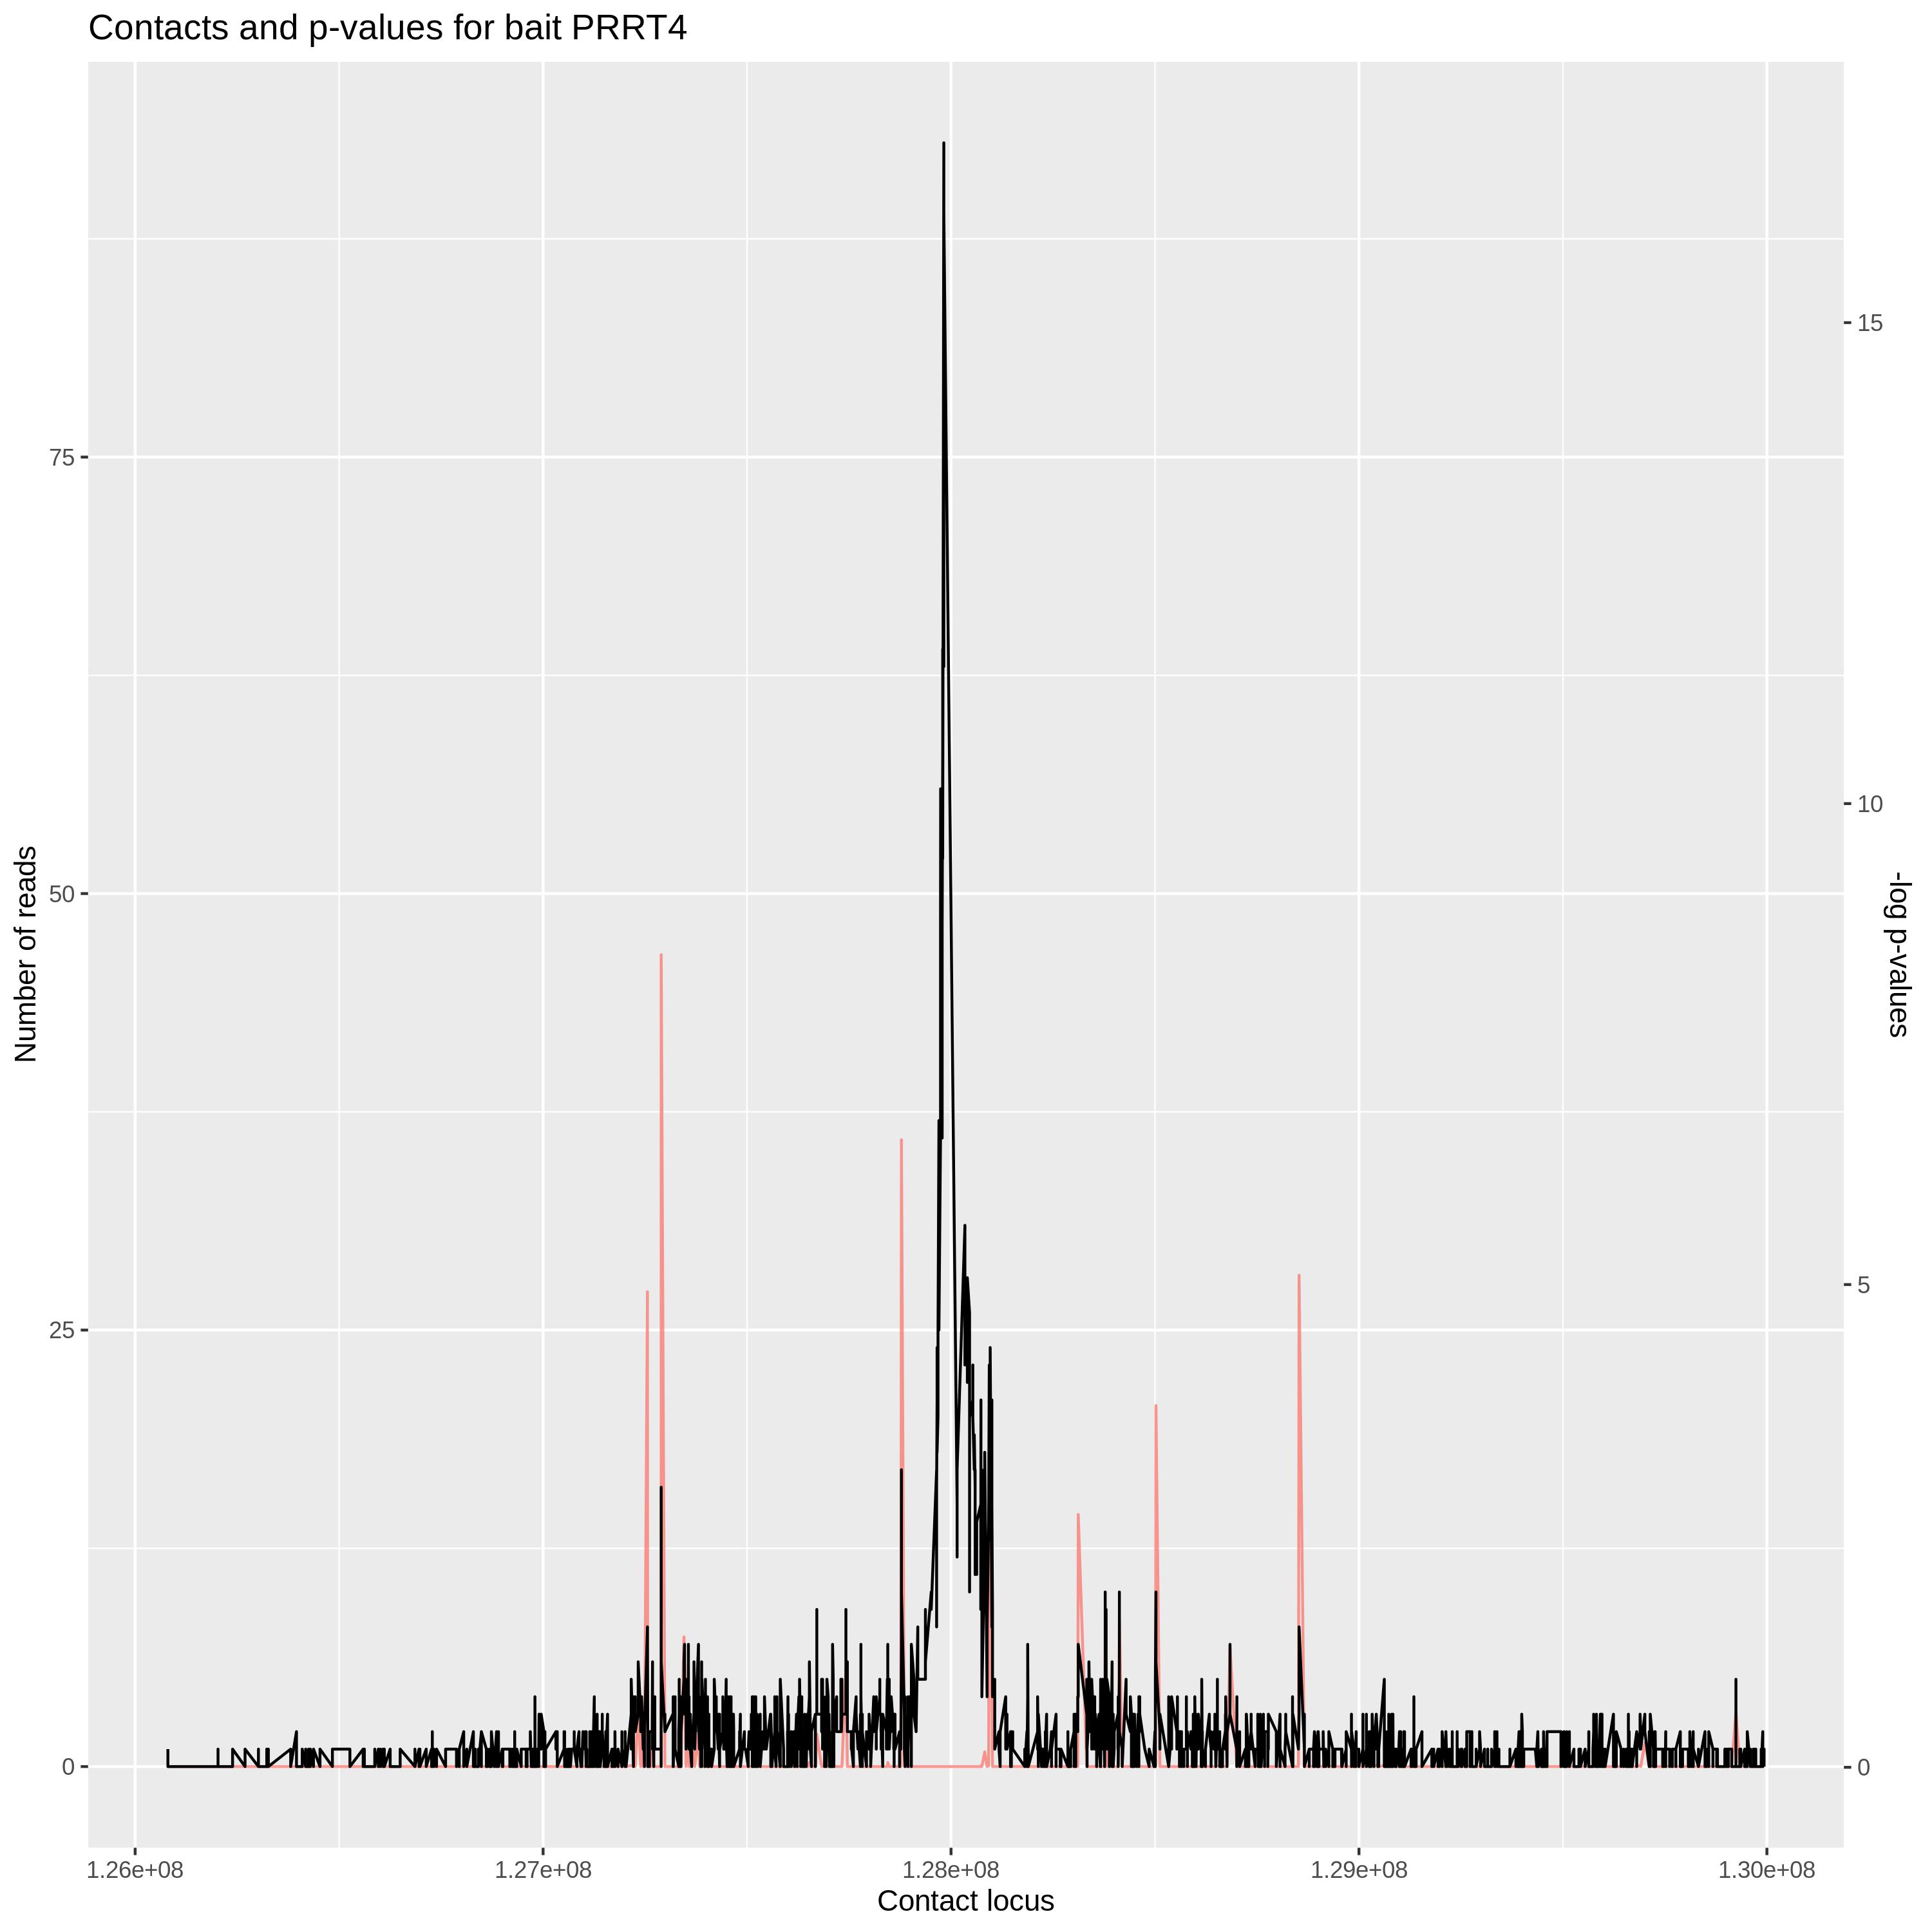 Contacts and p-values for bait PRRT4
Number of reads
75
50
25
0
15
10
5
0
-log p-values
1.26e+08
1.27e+08
1.28e+08
1.29e+08
1.30e+08
Contact locus